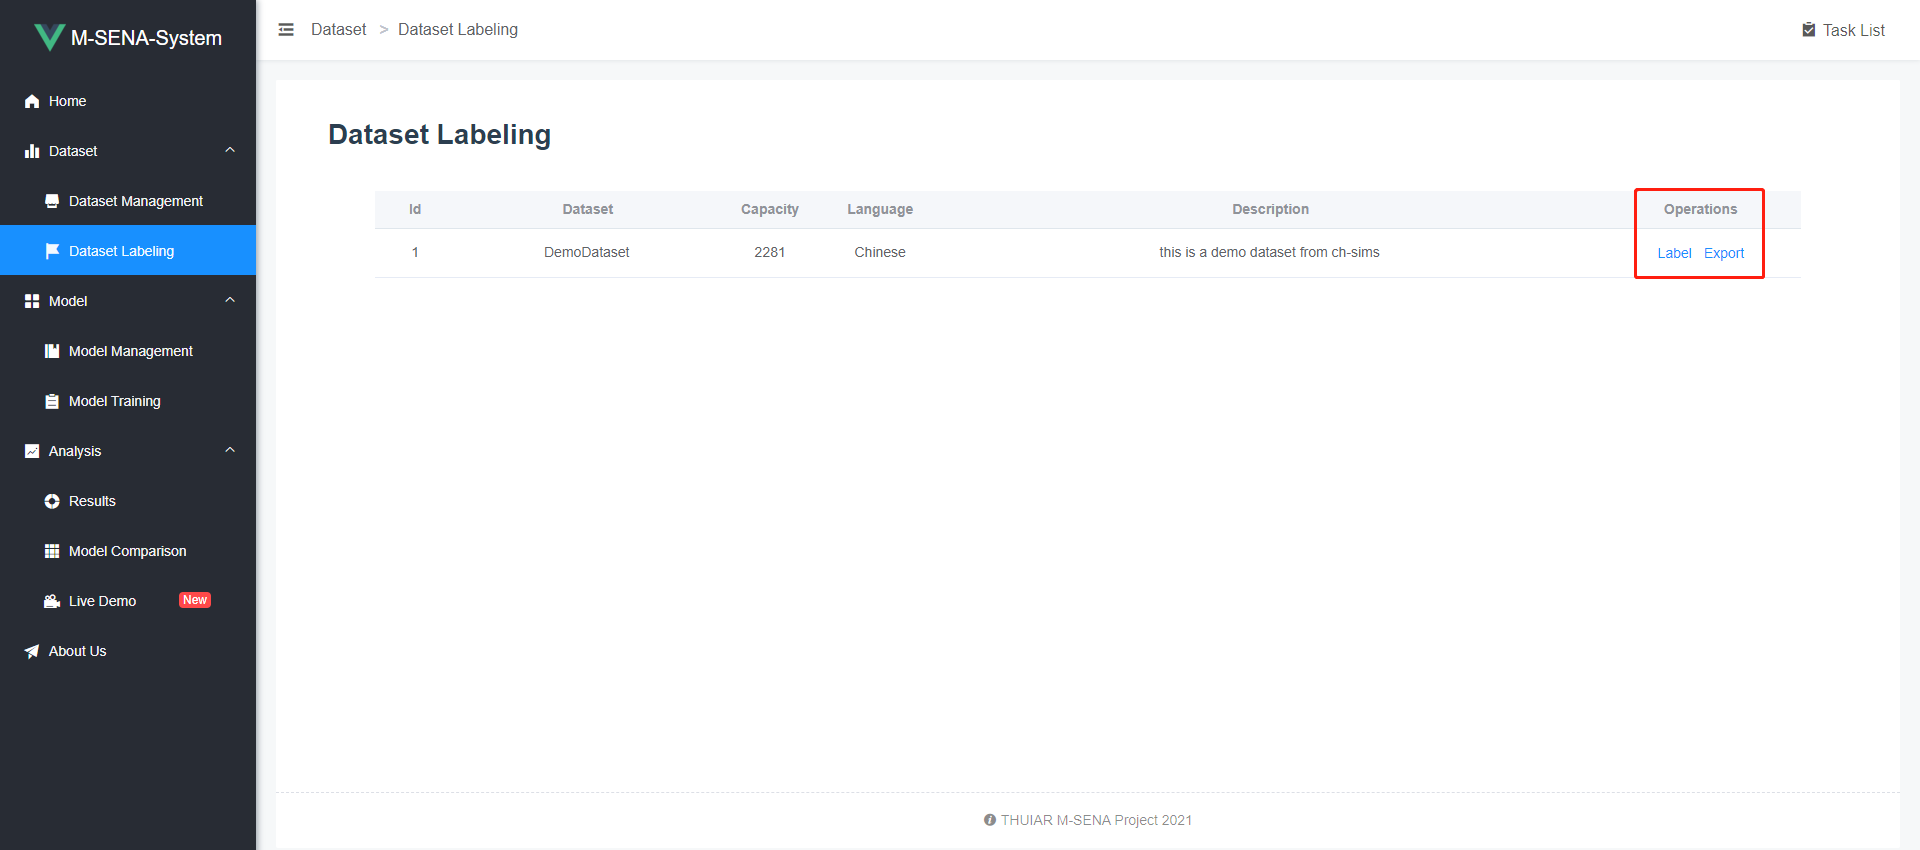 M-SENA-System
Home
Dataset
Dataset Management
Dataset Labeling
Model
Model Management
Model Training
Analysis
Results
Model Comparison
Live Demo New
About Us
Dataset > Dataset Labeling
Task List
Dataset Labeling
Id Dataset Capacity Language Description Operations
1 DemoDataset 2281 Chinese this is a demo dataset from ch-sims Label Export
THUIAR M-SENA Project 2021